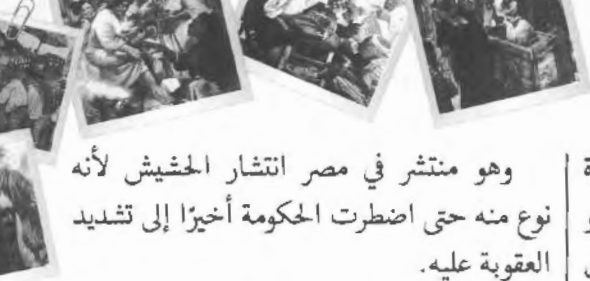 وهو منتشر في مصر انتشار الحشيش لأنه
نوع منه حتى اضطرت الحكومة أخيرًا إلى تشديد
العقوبة عليه.